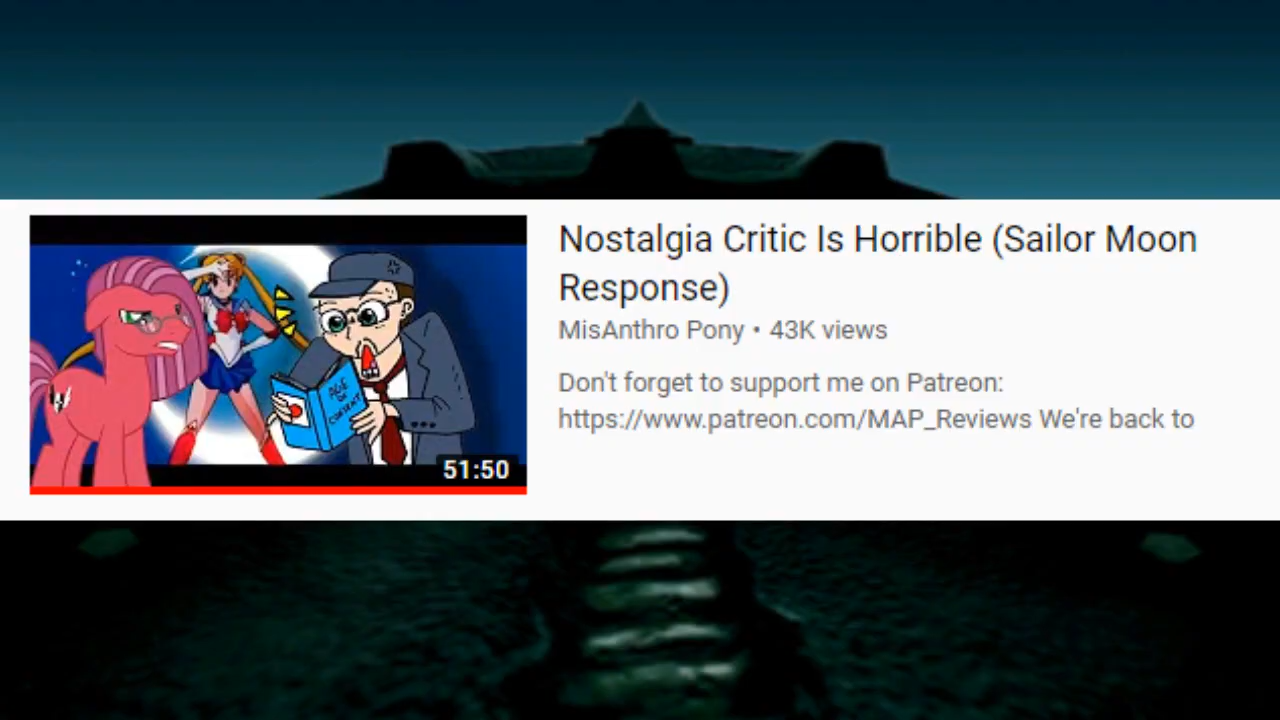 Nostalgia Critic Is Horrible (Sailor Moon
Response)
MisAnthro Pony • 43K views
Don't forget to support me on Patreon:
https://www.patreon.com/MAP_Reviews We're back to
AGE
OF
CONSENT
51:50